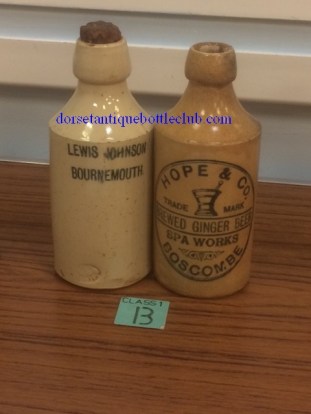 dorsetantiquebottleclub.com
LEWIS JOHNSON
BOURNEMOUTH
HOPE & CO
TRADE MARK
BREWED GINGER BEER
SPA WORKS
BOSCOMBE
CLASS 1
13